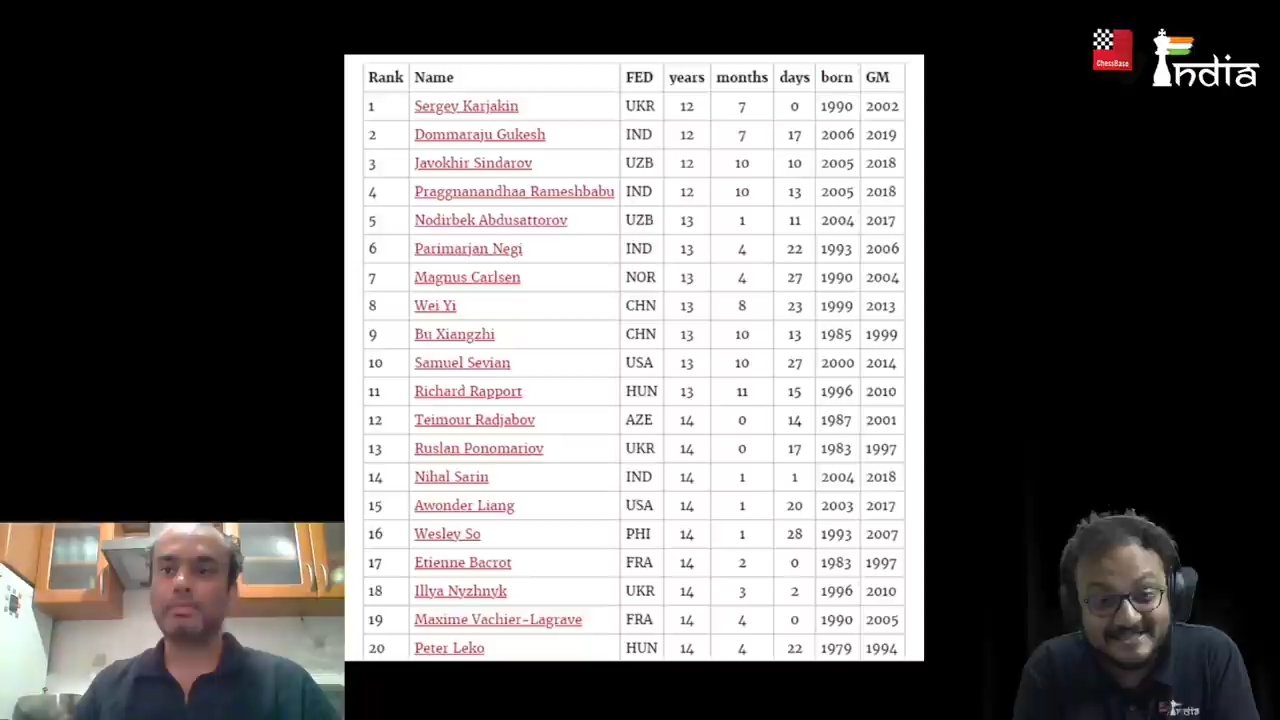 ChessBase
India
Rank Name FED years months days born GM
1 Sergey Karjakin UKR 12 7 0 1990 2002
2 Dommaraju Gukesh IND 12 7 17 2006 2019
3 Javokhir Sindarov UZB 12 10 10 2005 2018
4 Praggnanandhaa Rameshbabu IND 12 10 13 2005 2018
5 Nodirbek Abdusattorov UZB 13 1 11 2004 2017
6 Parimarjan Negi IND 13 4 22 1993 2006
7 Magnus Carlsen NOR 13 4 27 1990 2004
8 Wei Yi CHN 13 8 23 1999 2013
9 Bu Xiangzhi CHN 13 10 13 1985 1999
10 Samuel Sevian USA 13 10 27 2000 2014
11 Richard Rapport HUN 13 11 15 1996 2010
12 Teimour Radjabov AZE 14 0 14 1987 2001
13 Ruslan Ponomariov UKR 14 0 17 1983 1997
14 Nihal Sarin IND 14 1 1 2004 2018
15 Awonder Liang USA 14 1 20 2003 2017
16 Wesley So PHI 14 1 28 1993 2007
17 Etienne Bacrot FRA 14 2 0 1983 1997
18 Illya Nyzhnyk UKR 14 3 2 1996 2010
19 Maxime Vachier-Lagrave FRA 14 4 0 1990 2005
20 Peter Leko HUN 14 4 22 1979 1994
India